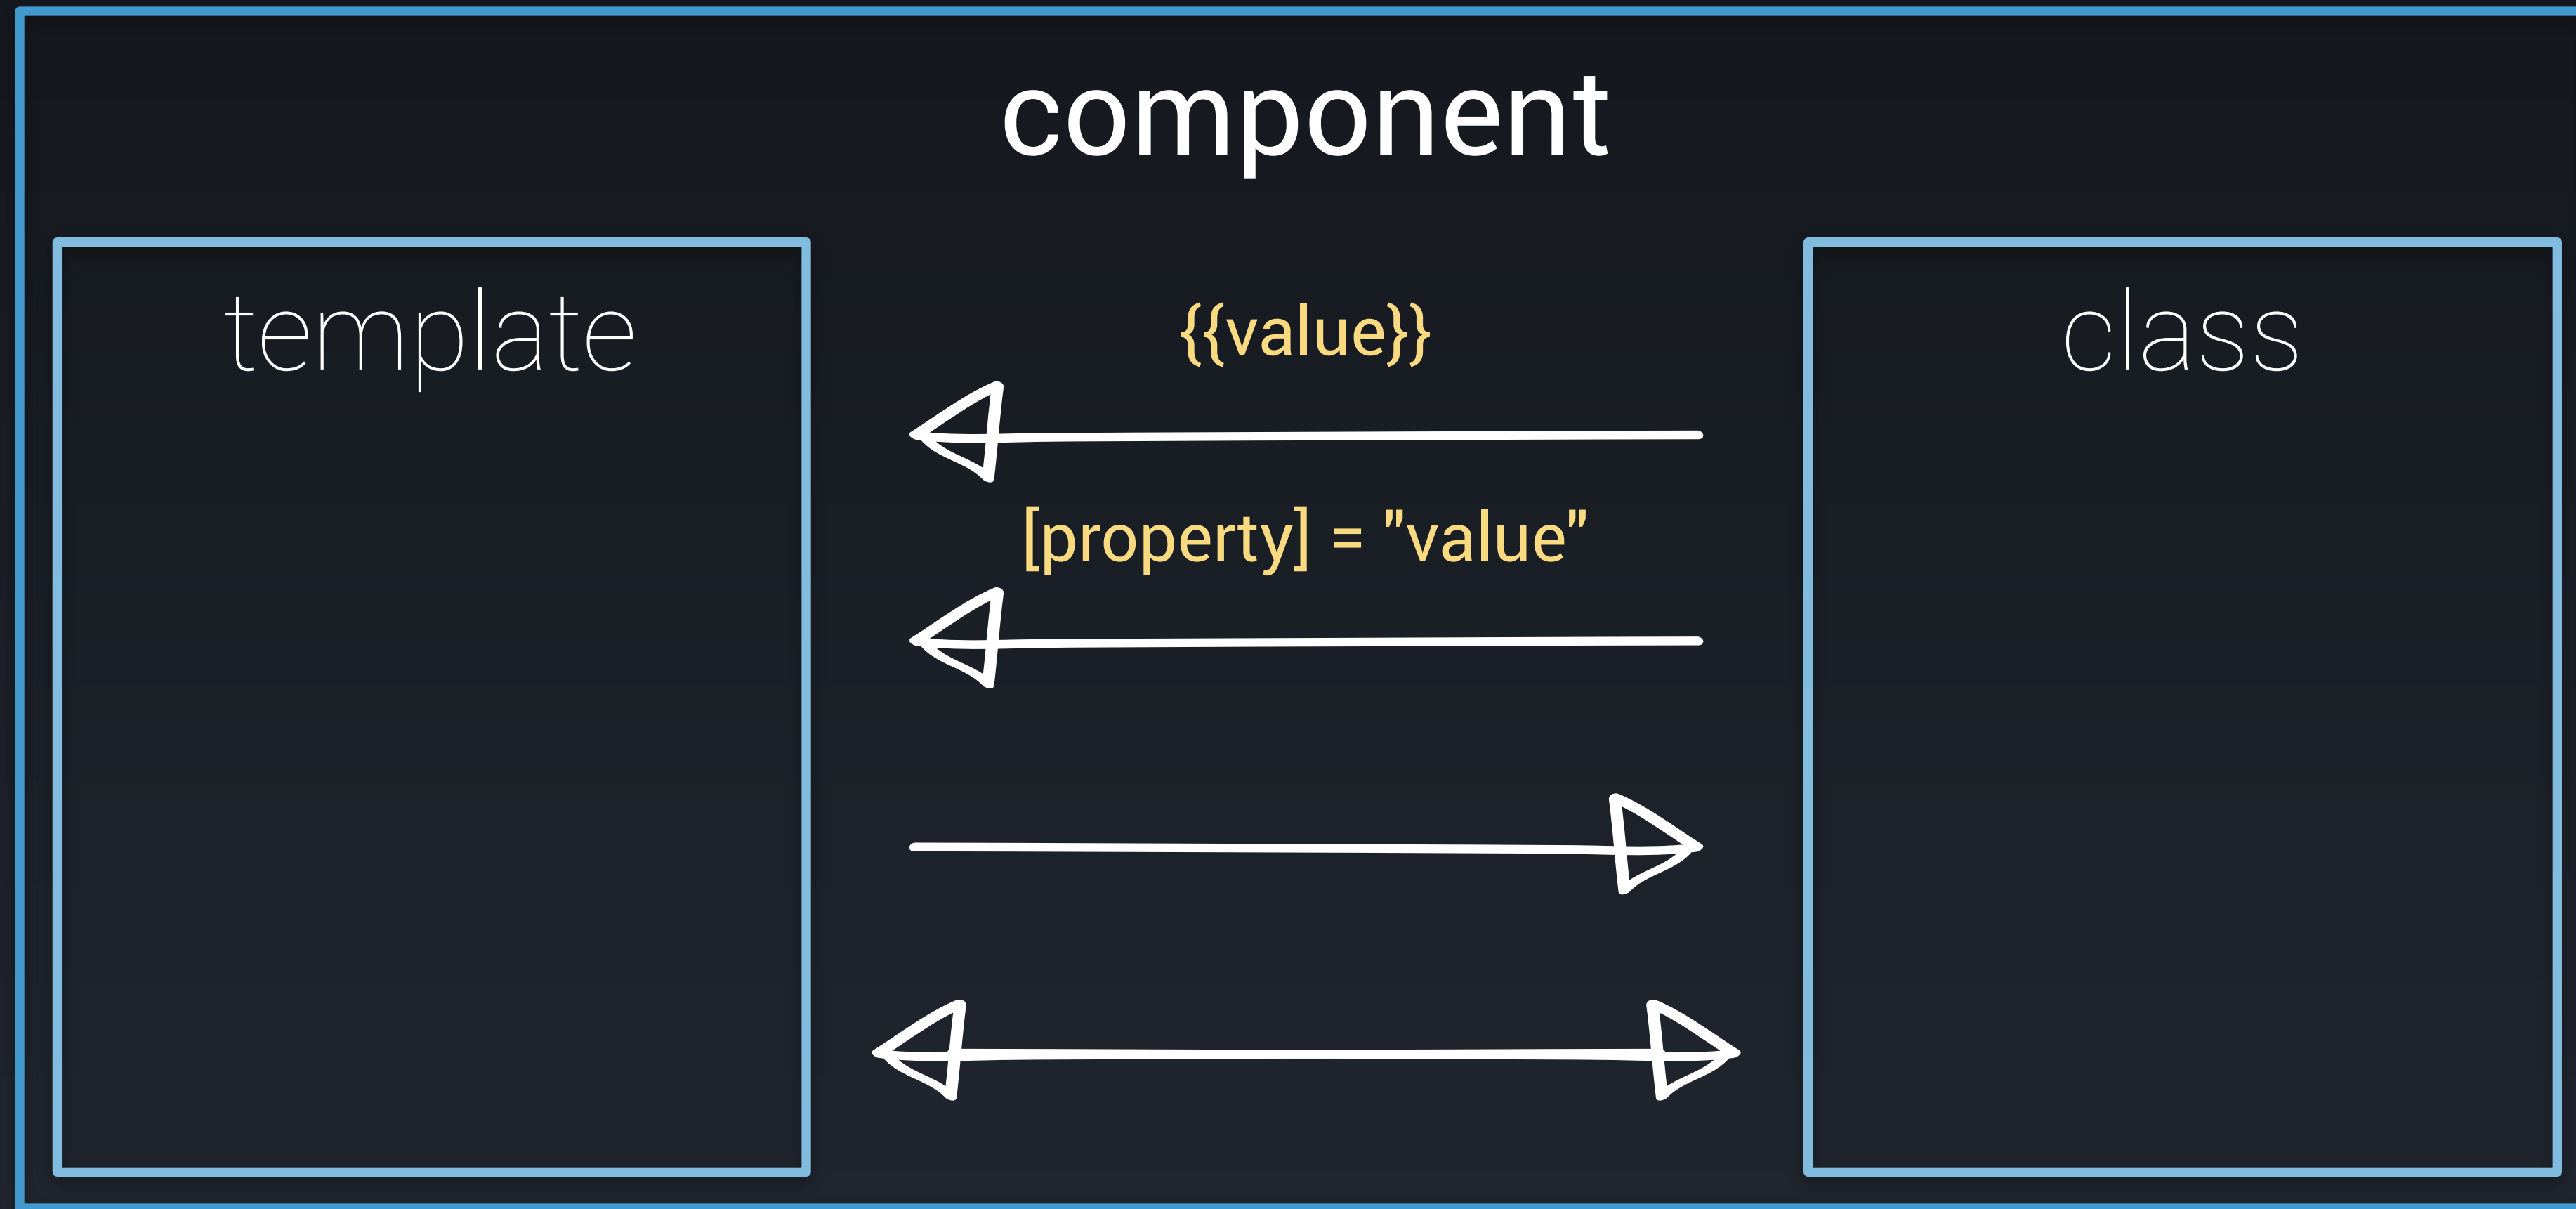 component
template
{{value}}
class
[property] = "value"